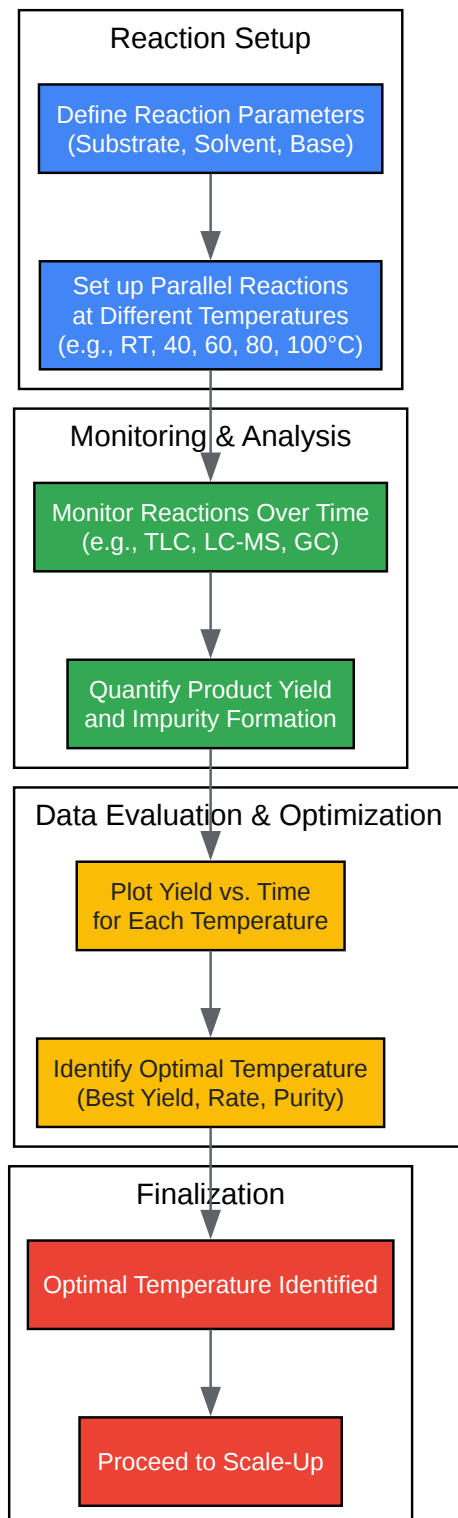 Reaction Setup
Define Reaction Parameters
(Substrate, Solvent, Base)
Set up Parallel Reactions
at Different Temperatures
(e.g., RT, 40, 60, 80, 100°C)
Monitoring & Analysis
Monitor Reactions Over Time
(e.g., TLC, LC-MS, GC)
Quantify Product Yield
and Impurity Formation
Data Evaluation & Optimization
Plot Yield vs. Time
for Each Temperature
Identify Optimal Temperature
(Best Yield, Rate, Purity)
Finalization
Optimal Temperature Identified
Proceed to Scale-Up